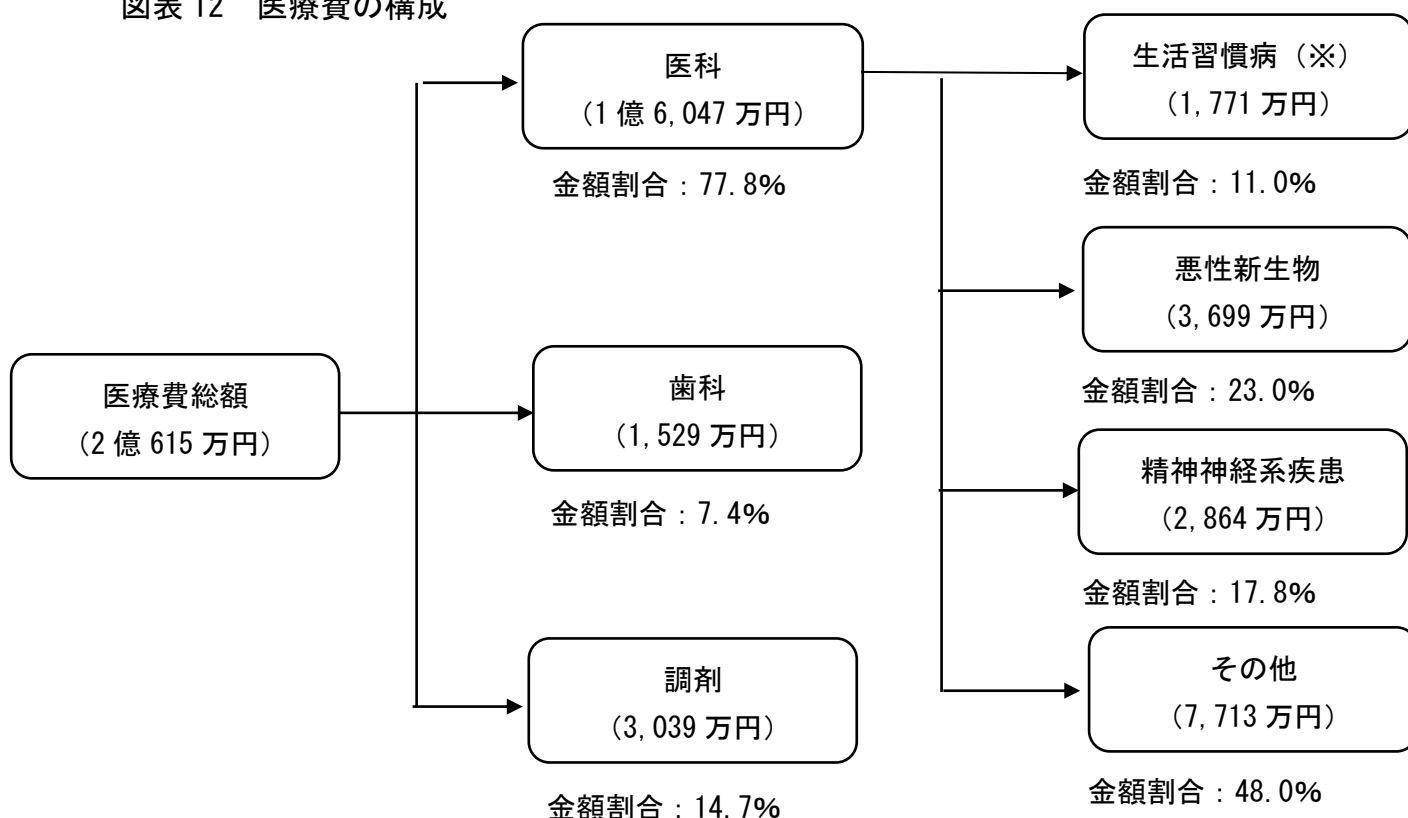 図表 12 医療費の構成
医科
(1 億 6,047 万円)
金額割合:77.8%
生活習慣病(※)
(1,771 万円)
金額割合:11.0%
悪性新生物
(3,699 万円)
金額割合:23.0%
医療費総額
(2 億 615 万円)
歯科
(1,529 万円)
金額割合:7.4%
精神神経系疾患
(2,864 万円)
金額割合:17.8%
調剤
(3,039 万円)
金額割合:14.7%
その他
(7,713 万円)
金額割合:48.0%